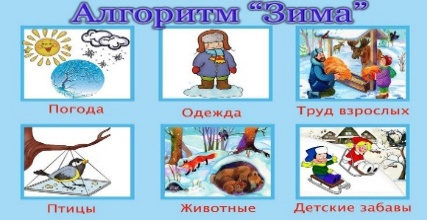 Алгоритм “Зима”
Погода
Одежда
Труд взрослых
Птицы
Животные
Детские забавы